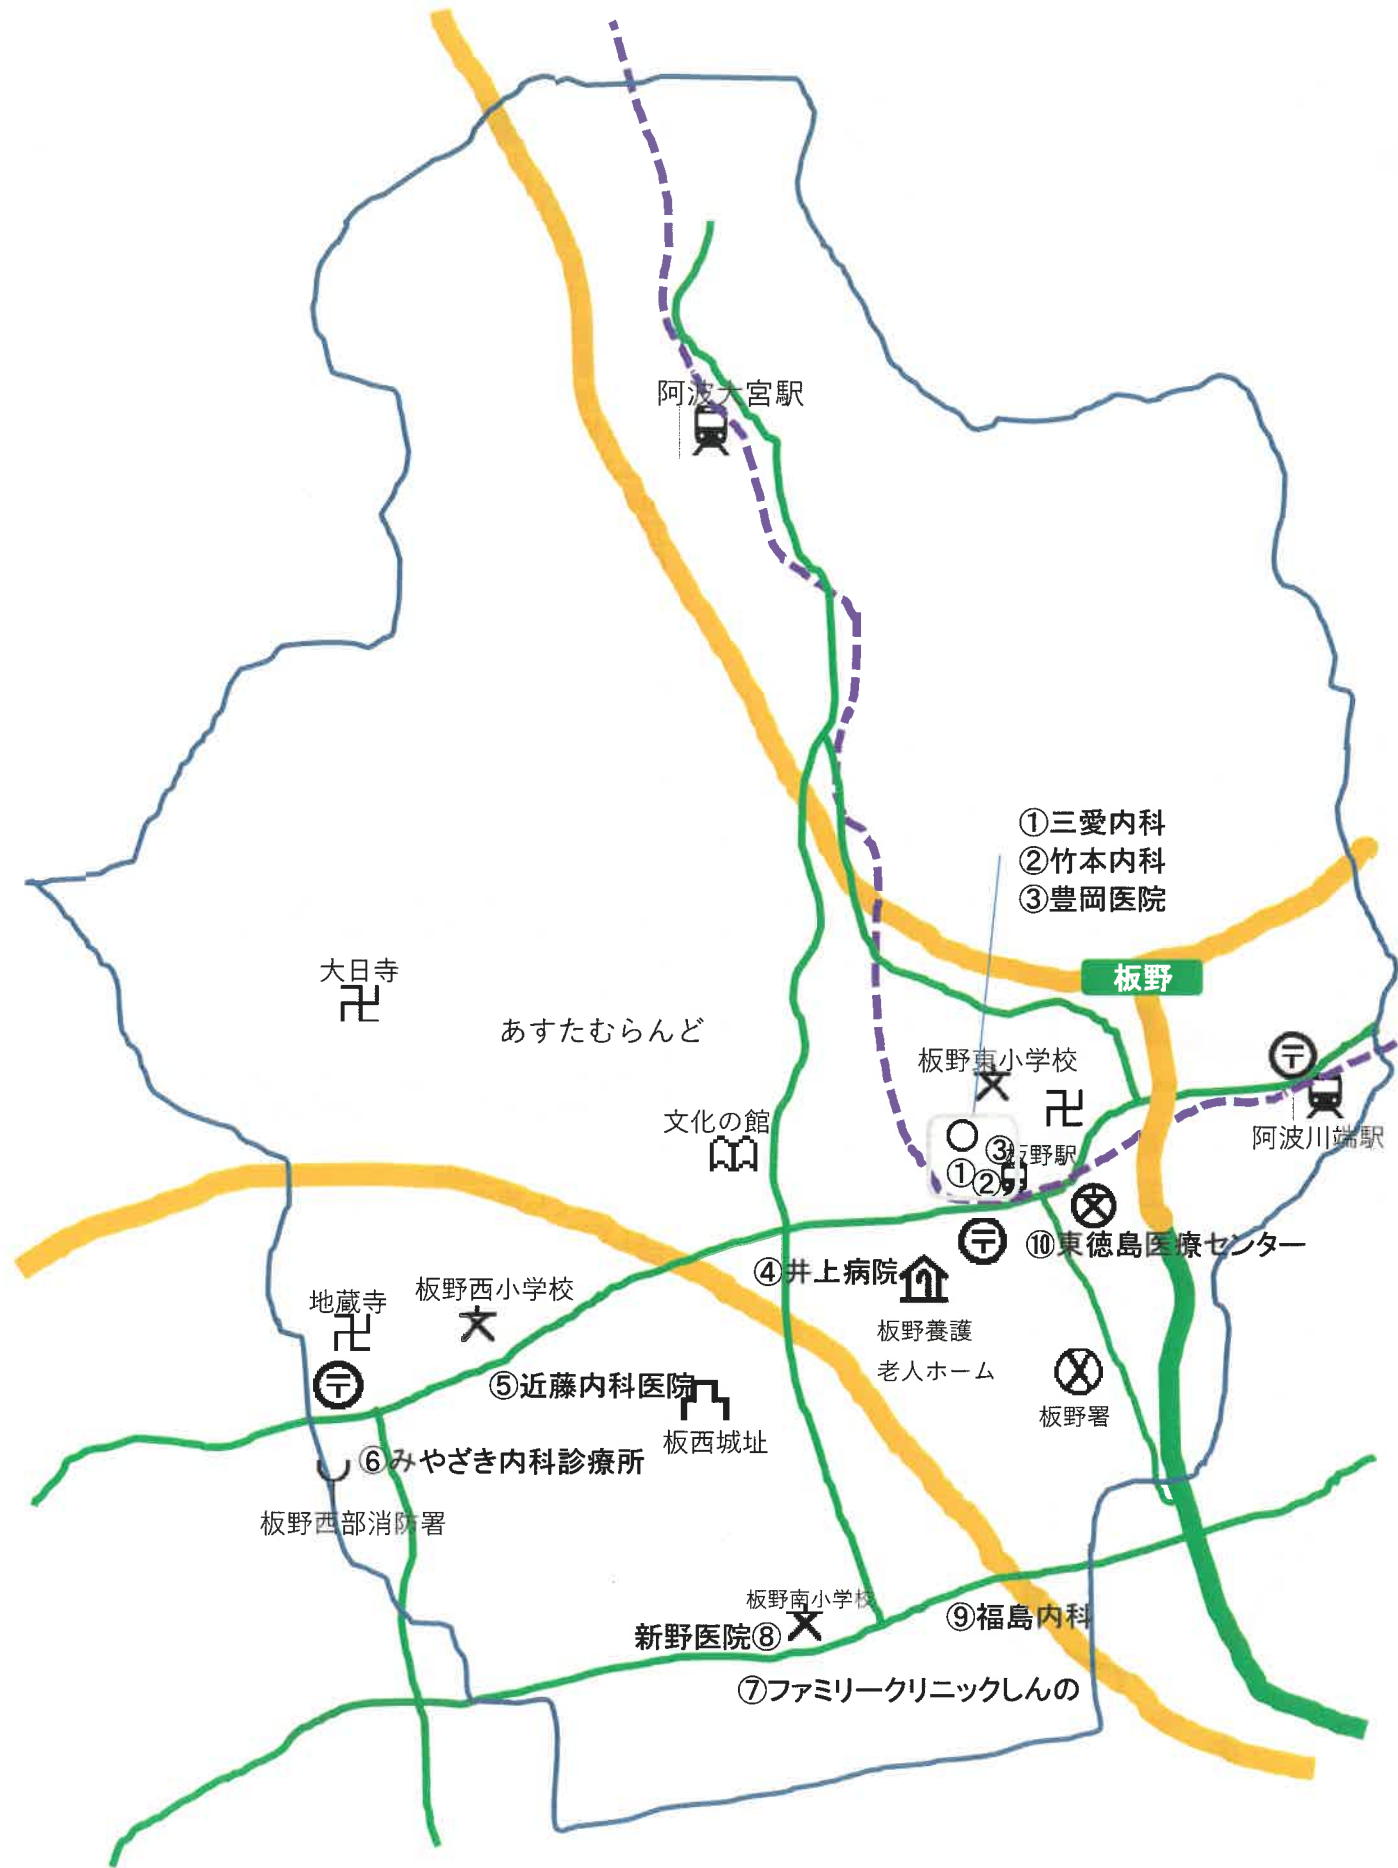 阿波大宮駅
①三愛内科
②竹本内科
③豊岡医院
板野
大日寺
あすたむらんど
板野東小学校
文化の館
阿波川端駅
③
板野駅
①
②
⑩東徳島医療センター
④井上病院
板野西小学校
地蔵寺
板野養護
老人ホーム
⑤近藤内科医院
板野署
板西城址
⑥みやざき内科診療所
板野西部消防署
板野南小学校
新野医院⑧
⑨福島内科
⑦ファミリークリニックしんの